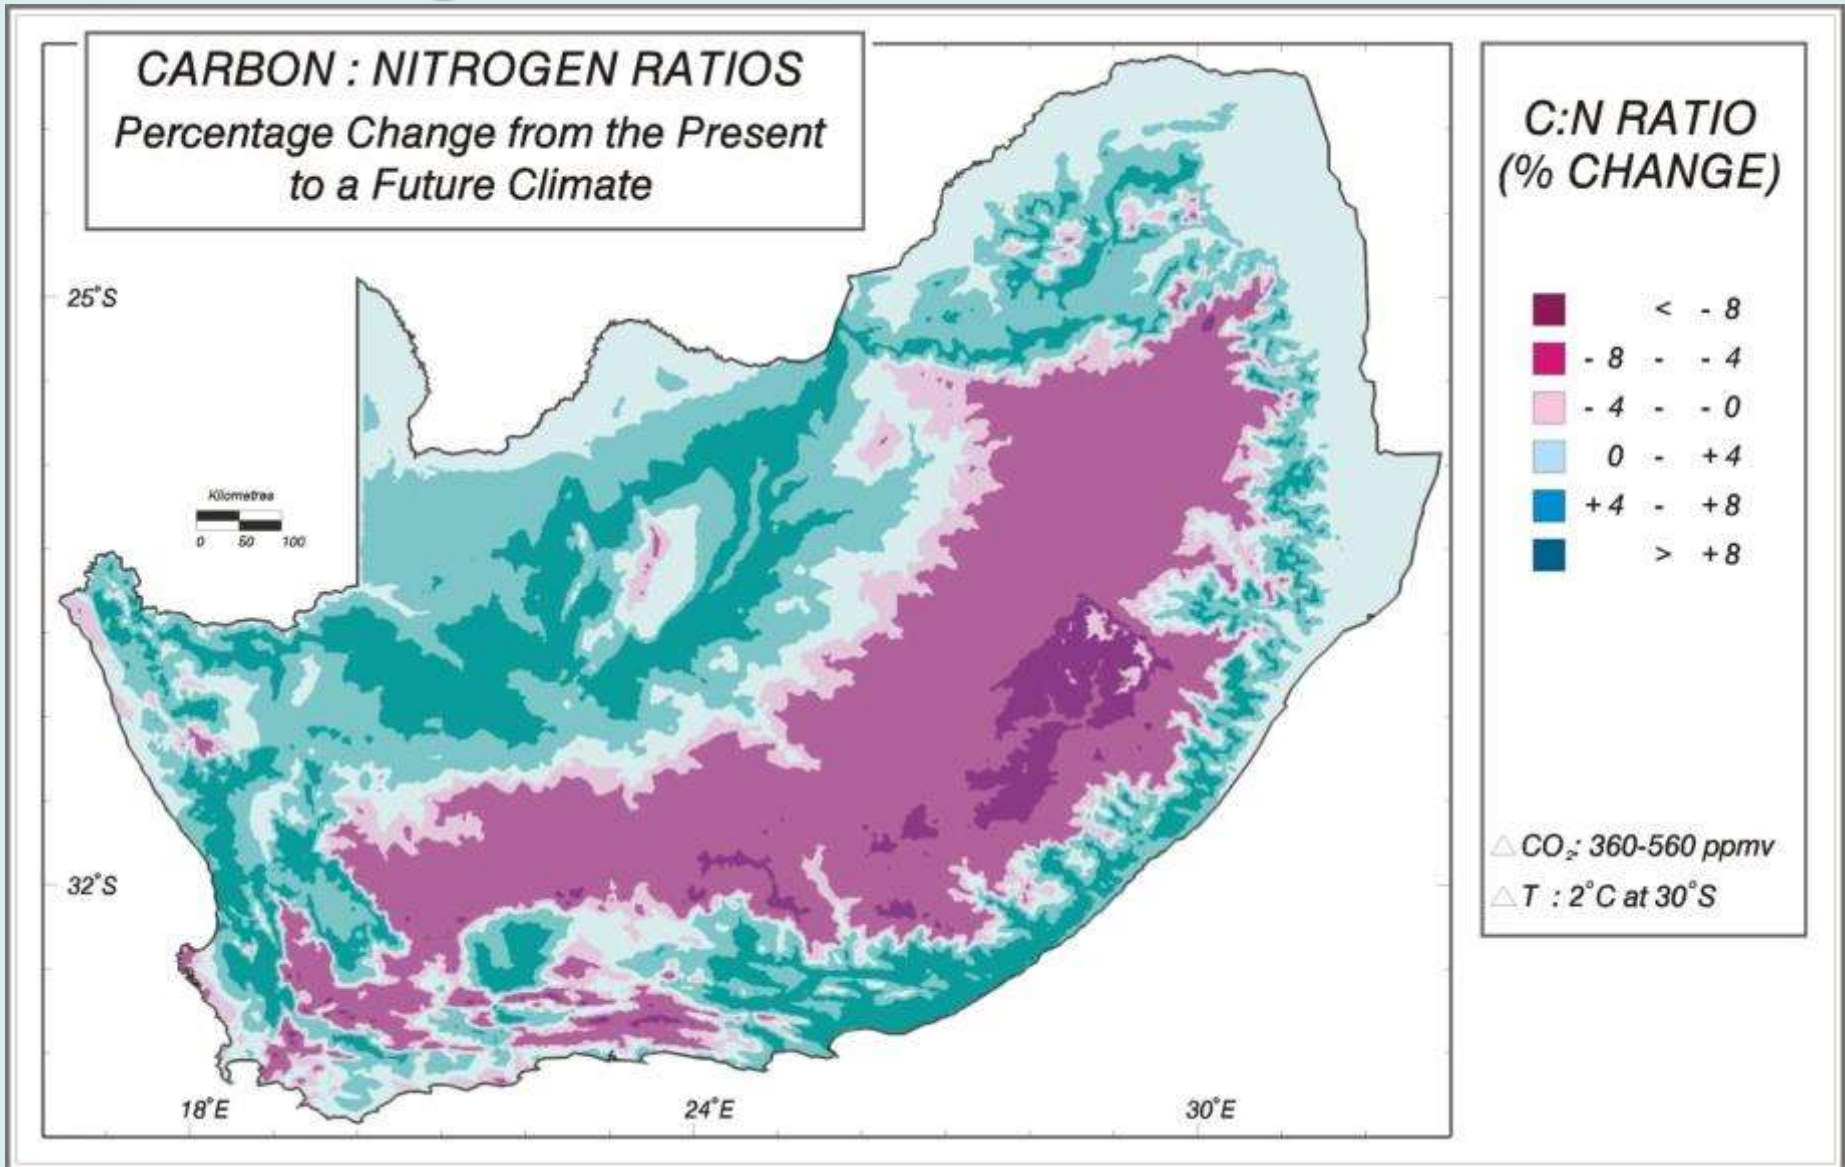 CARBON : NITROGEN RATIOS
Percentage Change from the Present
to a Future Climate
C:N RATIO
(% CHANGE)
< - 8
- 8 - - 4
- 4 - - 0
0 - + 4
+ 4 - + 8
> + 8
△ CO₂: 360-560 ppmv
△ T : 2°C at 30°S
25°S
32°S
Kilometres
0 50 100
18°E 24°E 30°E